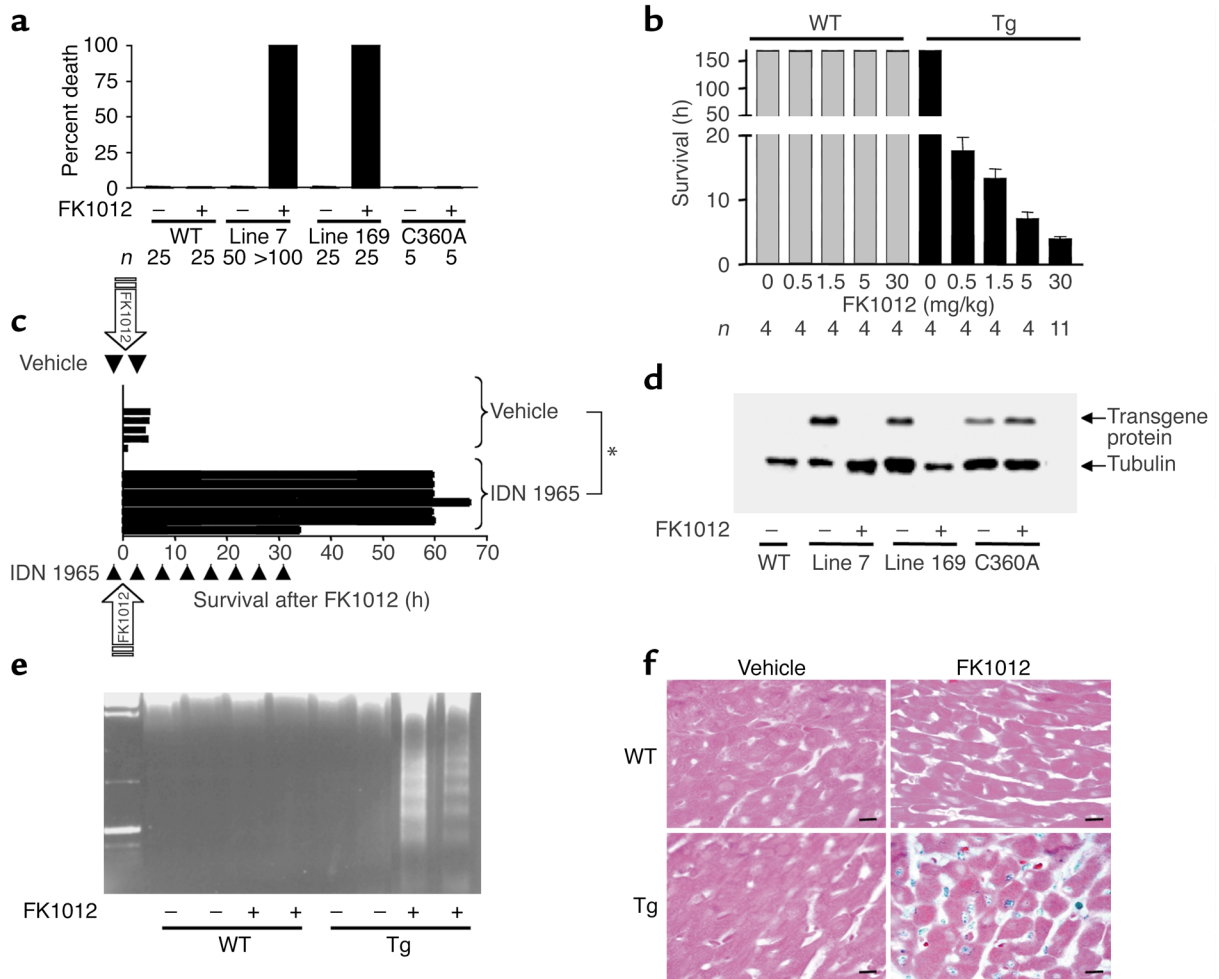 a
100
75
50
25
0
Percent death
FK1012 – + – + – + – +
WT Line 7 Line 169 C360A
n 25 25 50 >100 25 25 5 5
b
WT Tg
150
100
50
20
10
0
Survival (h)
0 0.5 1.5 5 30 0 0.5 1.5 5 30
FK1012 (mg/kg)
n 4 4 4 4 4 4 4 4 4 11
c
FK1012
Vehicle
Vehicle
*
IDN 1965
0 10 20 30 40 50 60 70
IDN 1965
Survival after FK1012 (h)
FK1012
d
Transgene
protein
Tubulin
FK1012 – – + – + – +
WT Line 7 Line 169 C360A
e
FK1012 – – + + – – + +
WT Tg
f
Vehicle FK1012
WT
Tg